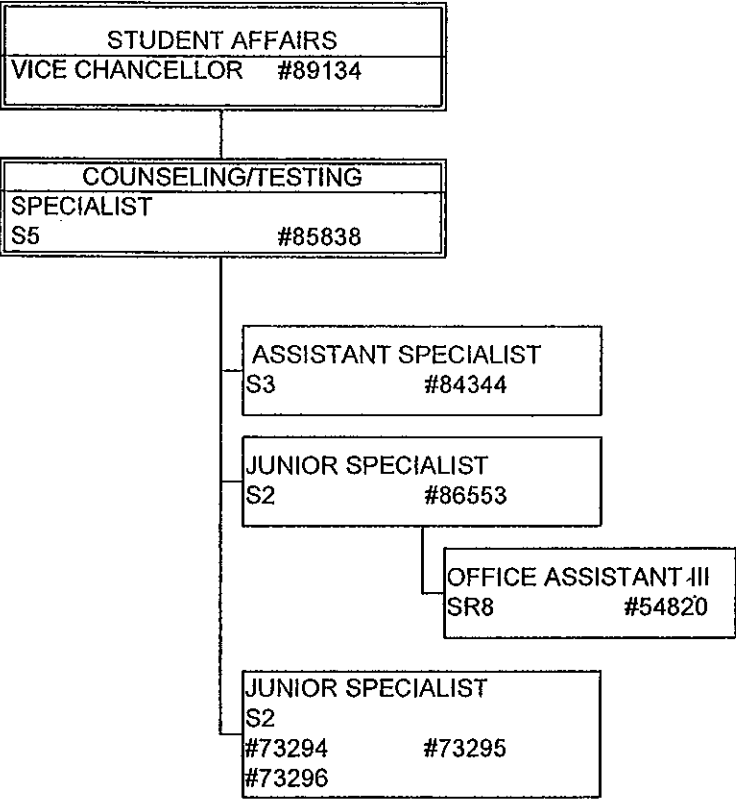 STUDENT AFFAIRS
VICE CHANCELLOR #89134
COUNSELING/TESTING
SPECIALIST
S5 #85838
ASSISTANT SPECIALIST
S3 #84344
JUNIOR SPECIALIST
S2 #86553
OFFICE ASSISTANT III
SR8 #54820
JUNIOR SPECIALIST
S2
#73294 #73295
#73296